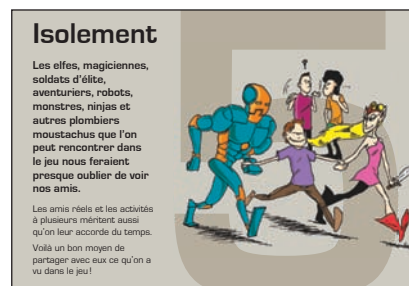 Isolement
Les elfes, magiciennes,
soldats d'élite,
aventuriers, robots,
monstres, ninjas et
autres plombiers
moustachus que l'on
peut rencontrer dans
le jeu nous feraient
presque oublier de voir
nos amis.
Les amis réels et les activités
à plusieurs méritent aussi
qu'on leur accorde du temps.
Voilà un bon moyen de
partager avec eux ce qu'on a
vu dans le jeu!
5
?